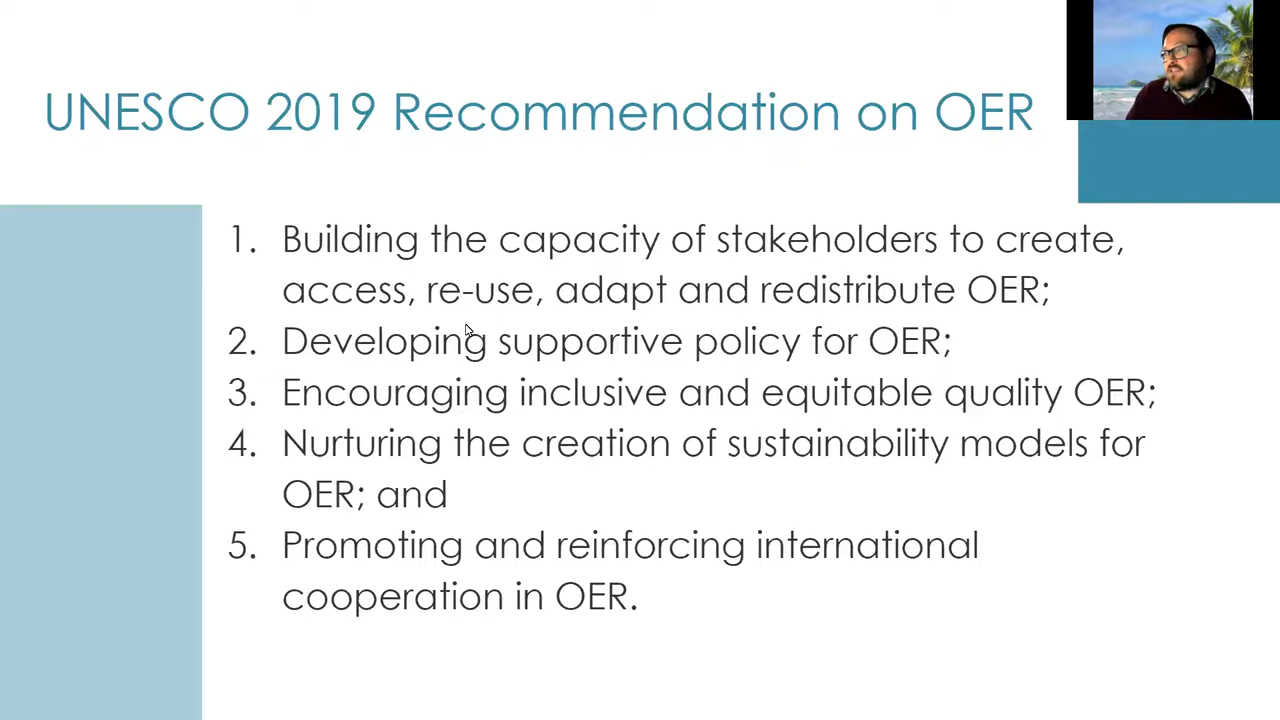 UNESCO 2019 Recommendation on OER
1. Building the capacity of stakeholders to create,
access, re-use, adapt and redistribute OER;
2. Developing supportive policy for OER;
3. Encouraging inclusive and equitable quality OER;
4. Nurturing the creation of sustainability models for
OER; and
5. Promoting and reinforcing international
cooperation in OER.